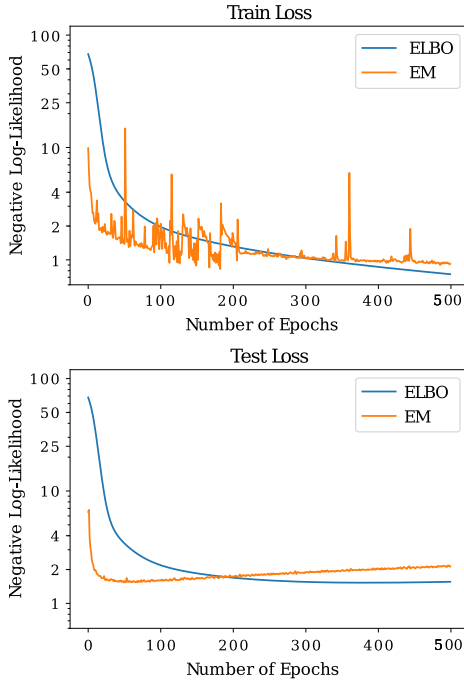 Train Loss
100
50
25
10
4
2
1
Negative Log-Likelihood
ELBO
EM
0 100 200 300 400 500
Number of Epochs
Test Loss
100
50
25
10
4
2
1
Negative Log-Likelihood
ELBO
EM
0 100 200 300 400 500
Number of Epochs